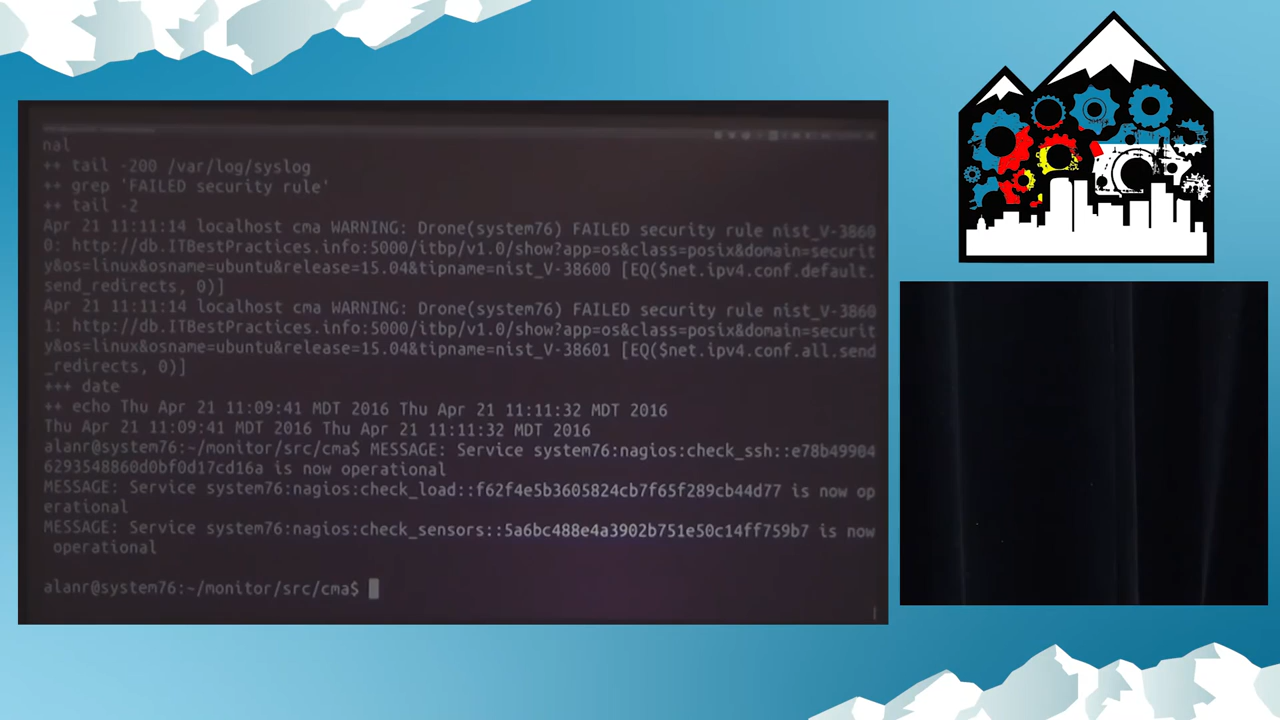 nal
++ tail -200 /var/log/syslog
++ grep 'FAILED security rule'
++ tail -2
Apr 21 11:11:14 localhost cma WARNING: Drone(system76) FAILED security rule nist_V-3860
0: http://db.ITBestPractices.info:5000/itbp/v1.0/show?app=os&class=posix&domain=securit
y&os=linux&osname=ubuntu&release=15.04&tipname=nist_V-38600 [EQ($net.ipv4.conf.default.
send_redirects, 0)]
Apr 21 11:11:14 localhost cma WARNING: Drone(system76) FAILED security rule nist_V-3860
1: http://db.ITBestPractices.info:5000/itbp/v1.0/show?app=os&class=posix&domain=securit
y&os=linux&osname=ubuntu&release=15.04&tipname=nist_V-38601 [EQ($net.ipv4.conf.all.send
_redirects, 0)]
+++ date
++ echo Thu Apr 21 11:09:41 MDT 2016 Thu Apr 21 11:11:32 MDT 2016
Thu Apr 21 11:09:41 MDT 2016 Thu Apr 21 11:11:32 MDT 2016
alanr@system76:~/monitor/src/cma$ MESSAGE: Service system76:nagios:check_ssh::e78b49904
6293548860d0bf0d17cd16a is now operational
MESSAGE: Service system76:nagios:check_load::f62f4e5b3605824cb7f65f289cb44d77 is now op
erational
MESSAGE: Service system76:nagios:check_sensors::5a6bc488e4a3902b751e50c14ff759b7 is now
operational
alanr@system76:~/monitor/src/cma$